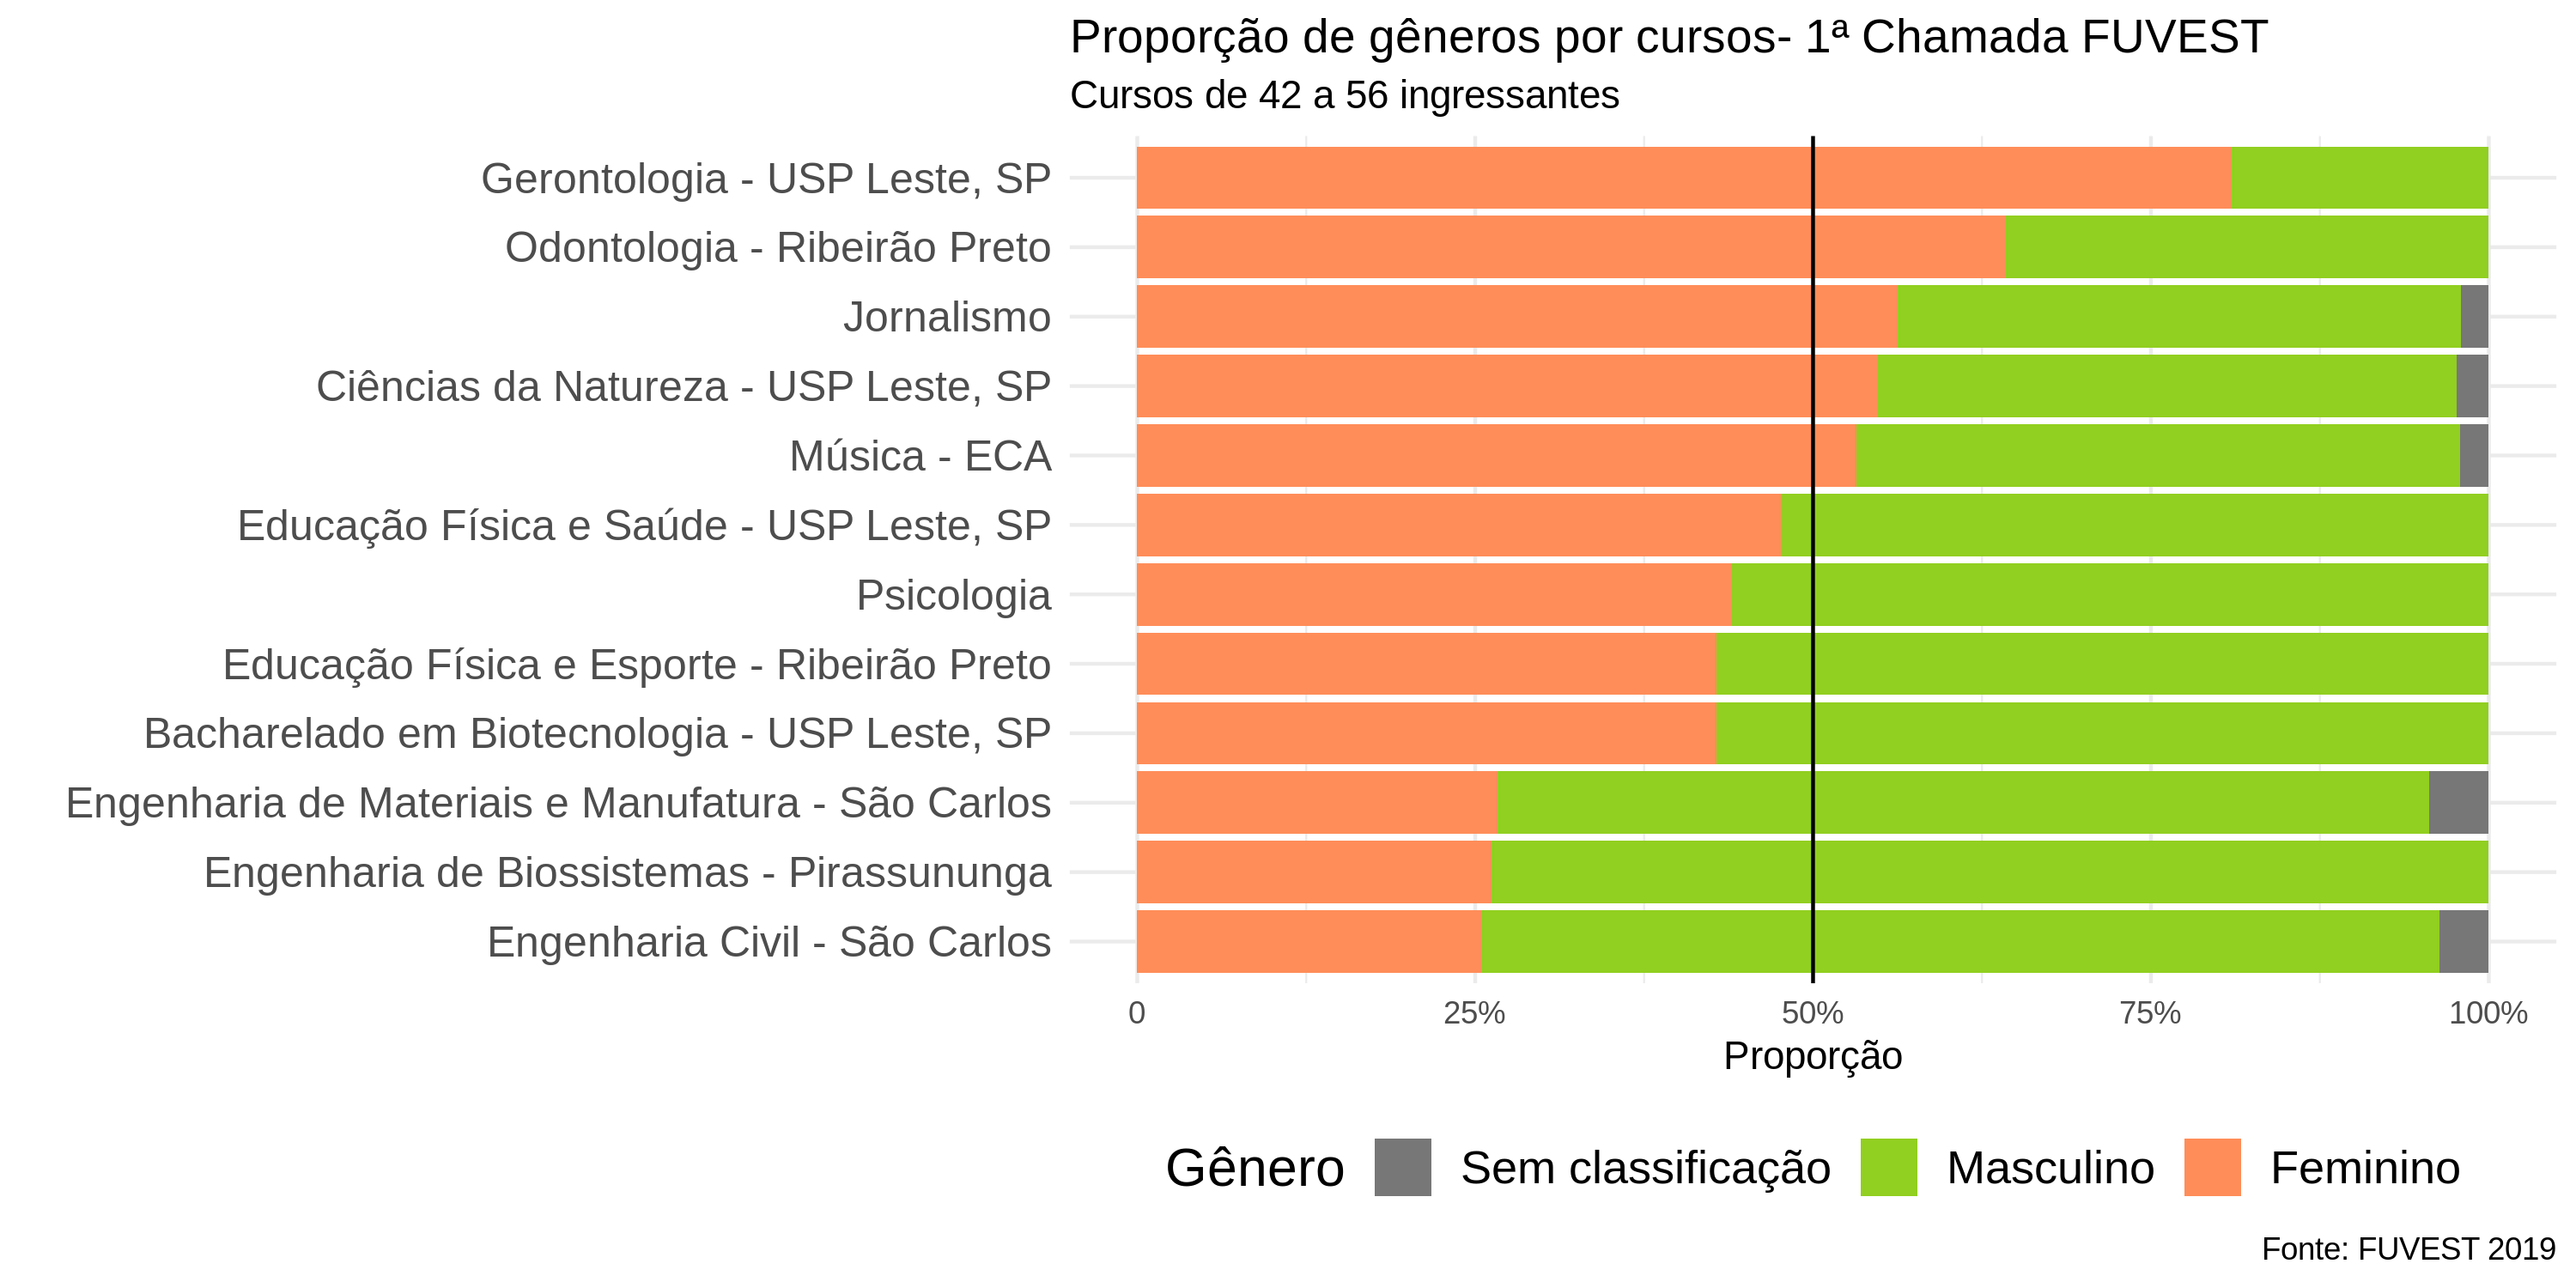 Proporção de gêneros por cursos- 1ª Chamada FUVEST
Cursos de 42 a 56 ingressantes
Gerontologia - USP Leste, SP
Odontologia - Ribeirão Preto
Jornalismo
Ciências da Natureza - USP Leste, SP
Música - ECA
Educação Física e Saúde - USP Leste, SP
Psicologia
Educação Física e Esporte - Ribeirão Preto
Bacharelado em Biotecnologia - USP Leste, SP
Engenharia de Materiais e Manufatura - São Carlos
Engenharia de Biossistemas - Pirassununga
Engenharia Civil - São Carlos
0 25% 50% 75% 100%
Proporção
Gênero Sem classificação Masculino Feminino
Fonte: FUVEST 2019